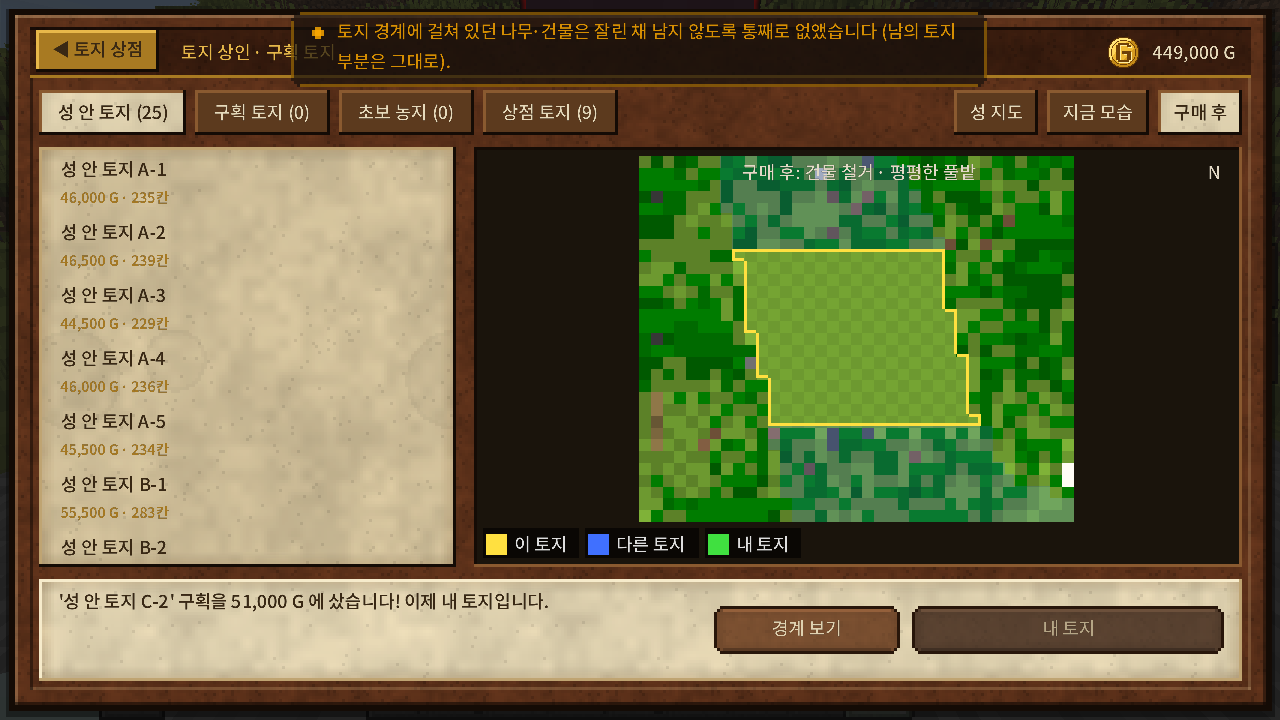 토지 경계에 걸쳐 있던 나무·건물은 잘린 채 남지 않도록 통째로 없앴습니다 (남의 토지
부분은 그대로).
◀ 토지 상점
토지 상인 · 구획 토지
449,000 G
성 안 토지 (25)
구획 토지 (0)
초보 농지 (0)
상점 토지 (9)
성 지도
지금 모습
구매 후
성 안 토지 A-1
46,000 G · 235칸
성 안 토지 A-2
46,500 G · 239칸
성 안 토지 A-3
44,500 G · 229칸
성 안 토지 A-4
46,000 G · 236칸
성 안 토지 A-5
45,500 G · 234칸
성 안 토지 B-1
55,500 G · 283칸
성 안 토지 B-2
구매 후: 건물 철거 · 평평한 풀밭
N
이 토지
다른 토지
내 토지
'성 안 토지 C-2' 구획을 51,000 G 에 샀습니다! 이제 내 토지입니다.
경계 보기
내 토지